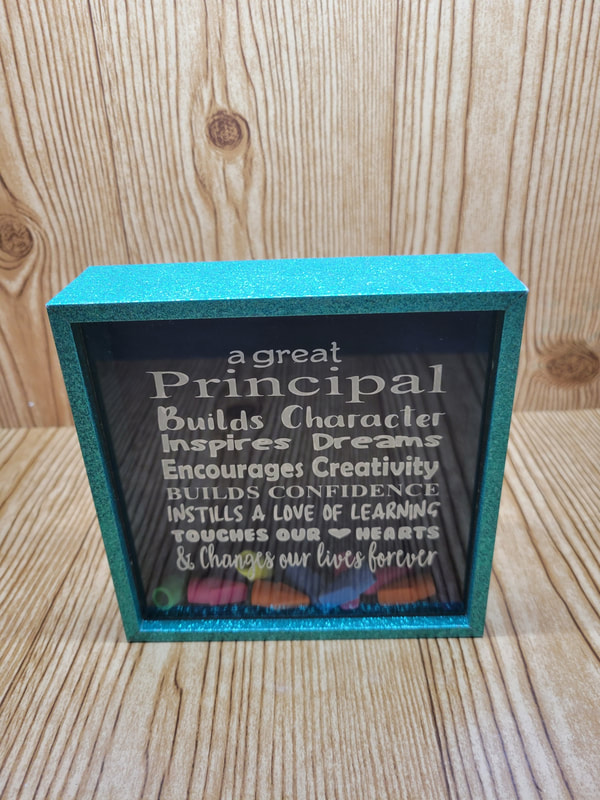 a great
Principal
Builds Character
Inspires Dreams
Encourages Creativity
BUILDS CONFIDENCE
INSTILLS A LOVE OF LEARNING
TOUCHES OUR ❤ HEARTS
& Changes our lives forever